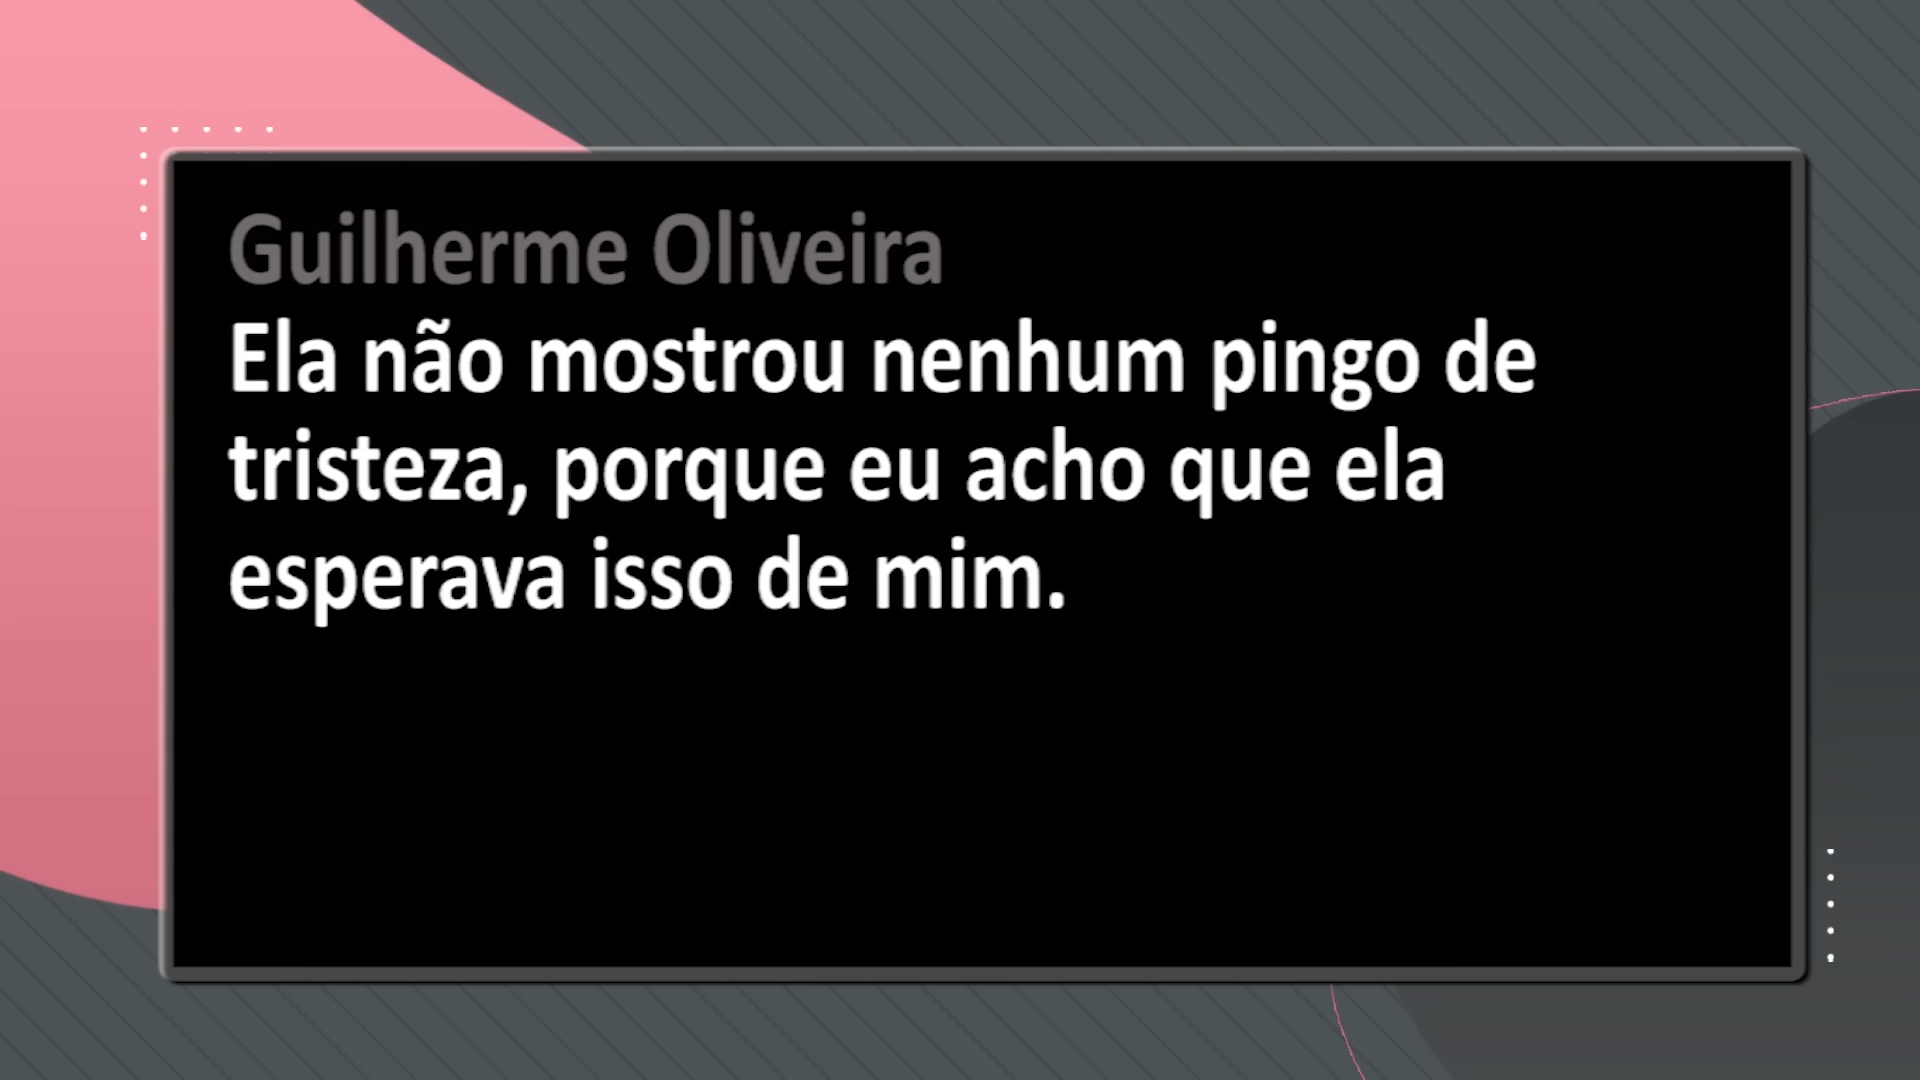 Guilherme Oliveira
Ela não mostrou nenhum pingo de
tristeza, porque eu acho que ela
esperava isso de mim.